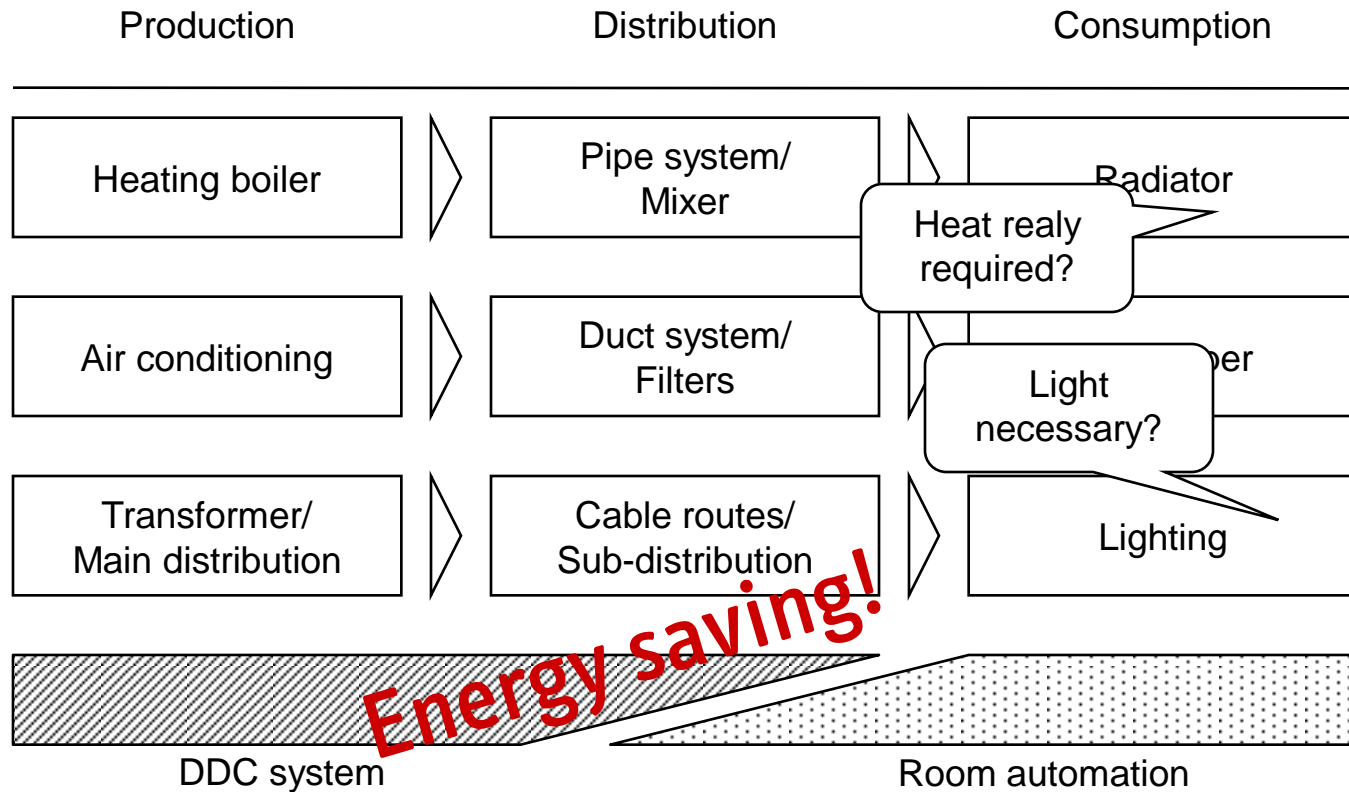 Production
Distribution
Consumption
Heating boiler
Pipe system/
Mixer
Radiator
Heat realy
required?
Air conditioning
Duct system/
Filters
Light
necessary?
Transformer/
Main distribution
Cable routes/
Sub-distribution
Lighting
Energy saving!
DDC system
Room automation